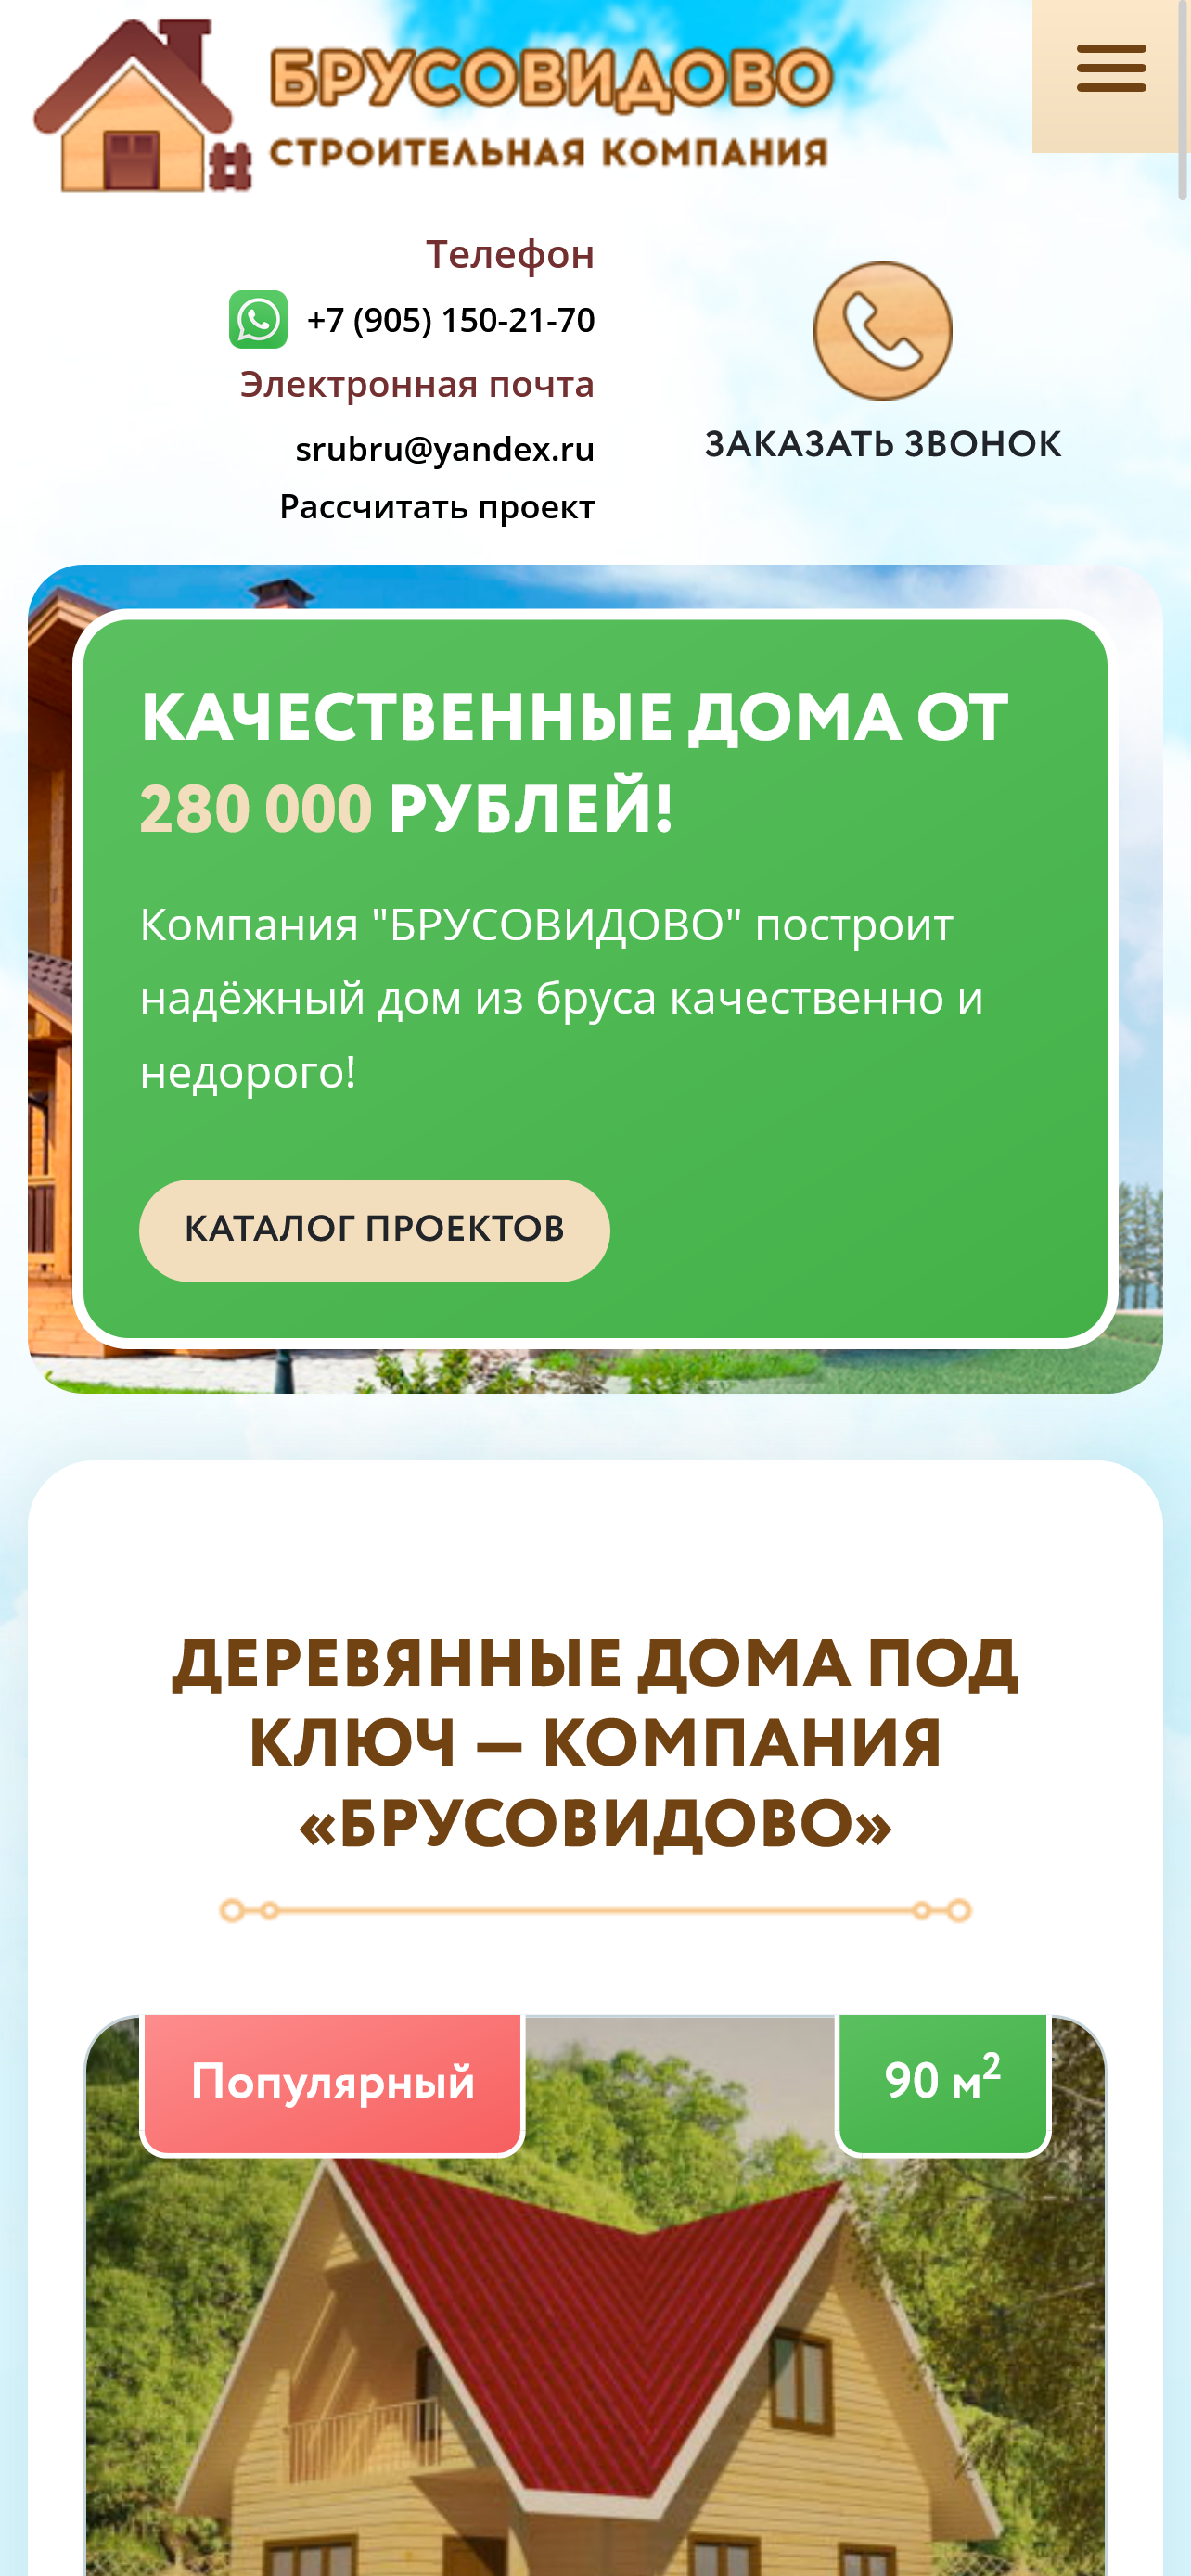 БРУСОВИДОВО
СТРОИТЕЛЬНАЯ КОМПАНИЯ
Телефон
+7 (905) 150-21-70
Электронная почта
srubru@yandex.ru
Рассчитать проект
ЗАКАЗАТЬ ЗВОНОК
КАЧЕСТВЕННЫЕ ДОМА ОТ
280 000 РУБЛЕЙ!
Компания "БРУСОВИДОВО" построит
надёжный дом из бруса качественно и
недорого!
КАТАЛОГ ПРОЕКТОВ
ДЕРЕВЯННЫЕ ДОМА ПОД
КЛЮЧ — КОМПАНИЯ
«БРУСОВИДОВО»
Популярный
90 м²